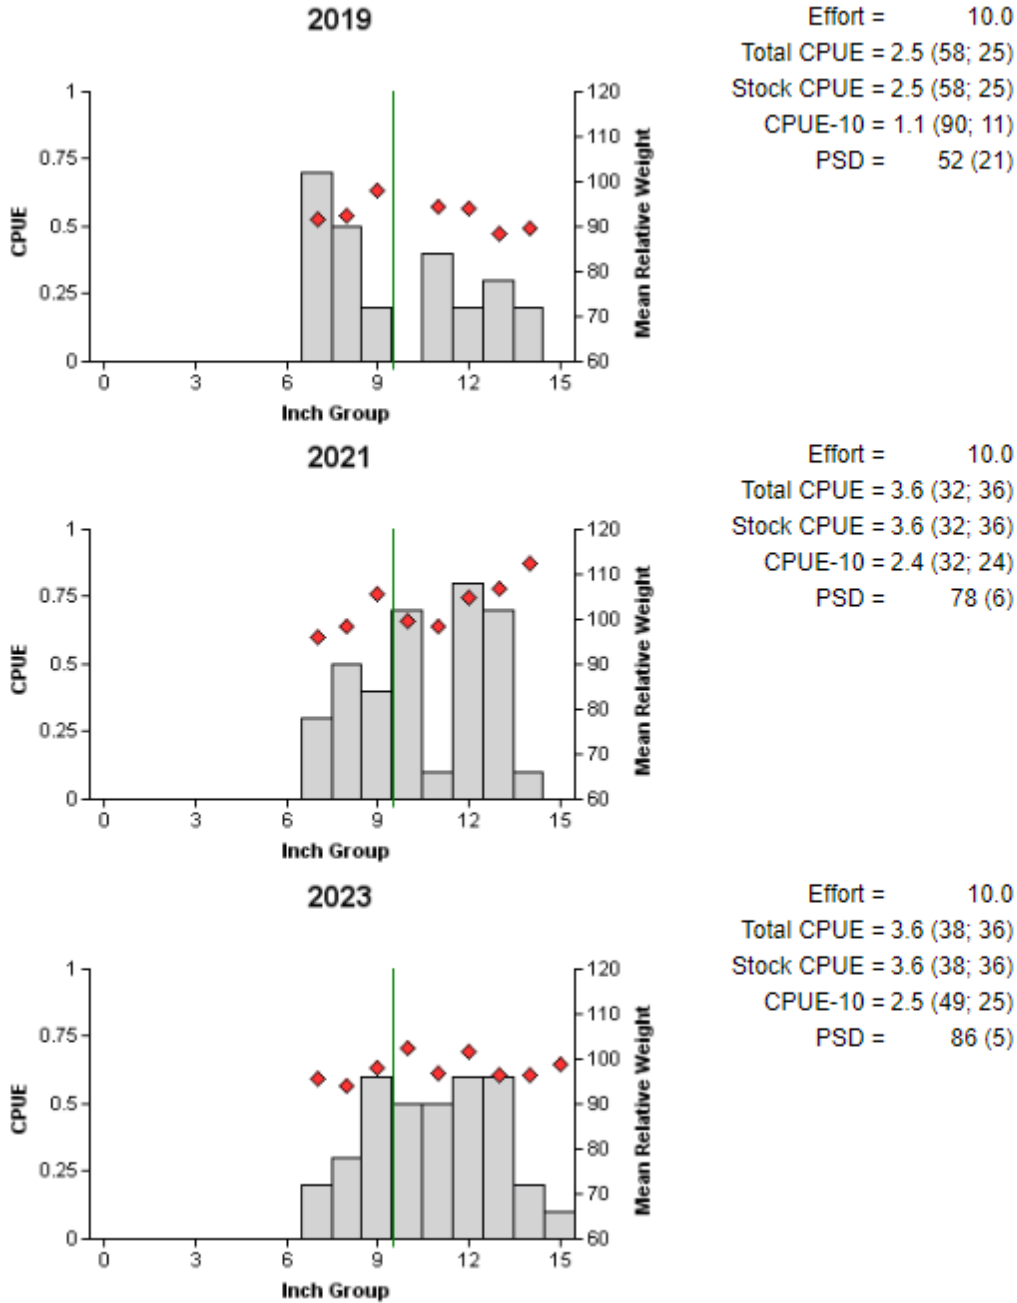 2019
Effort = 10.0
Total CPUE = 2.5 (58; 25)
Stock CPUE = 2.5 (58; 25)
CPUE-10 = 1.1 (90; 11)
PSD = 52 (21)
1
0.75
0.5
0.25
0
CPUE
120
110
100
90
80
70
60
Mean Relative Weight
0 3 6 9 12 15
Inch Group
2021
Effort = 10.0
Total CPUE = 3.6 (32; 36)
Stock CPUE = 3.6 (32; 36)
CPUE-10 = 2.4 (32; 24)
PSD = 78 (6)
1
0.75
0.5
0.25
0
CPUE
120
110
100
90
80
70
60
Mean Relative Weight
0 3 6 9 12 15
Inch Group
2023
Effort = 10.0
Total CPUE = 3.6 (38; 36)
Stock CPUE = 3.6 (38; 36)
CPUE-10 = 2.5 (49; 25)
PSD = 86 (5)
1
0.75
0.5
0.25
0
CPUE
120
110
100
90
80
70
60
Mean Relative Weight
0 3 6 9 12 15
Inch Group